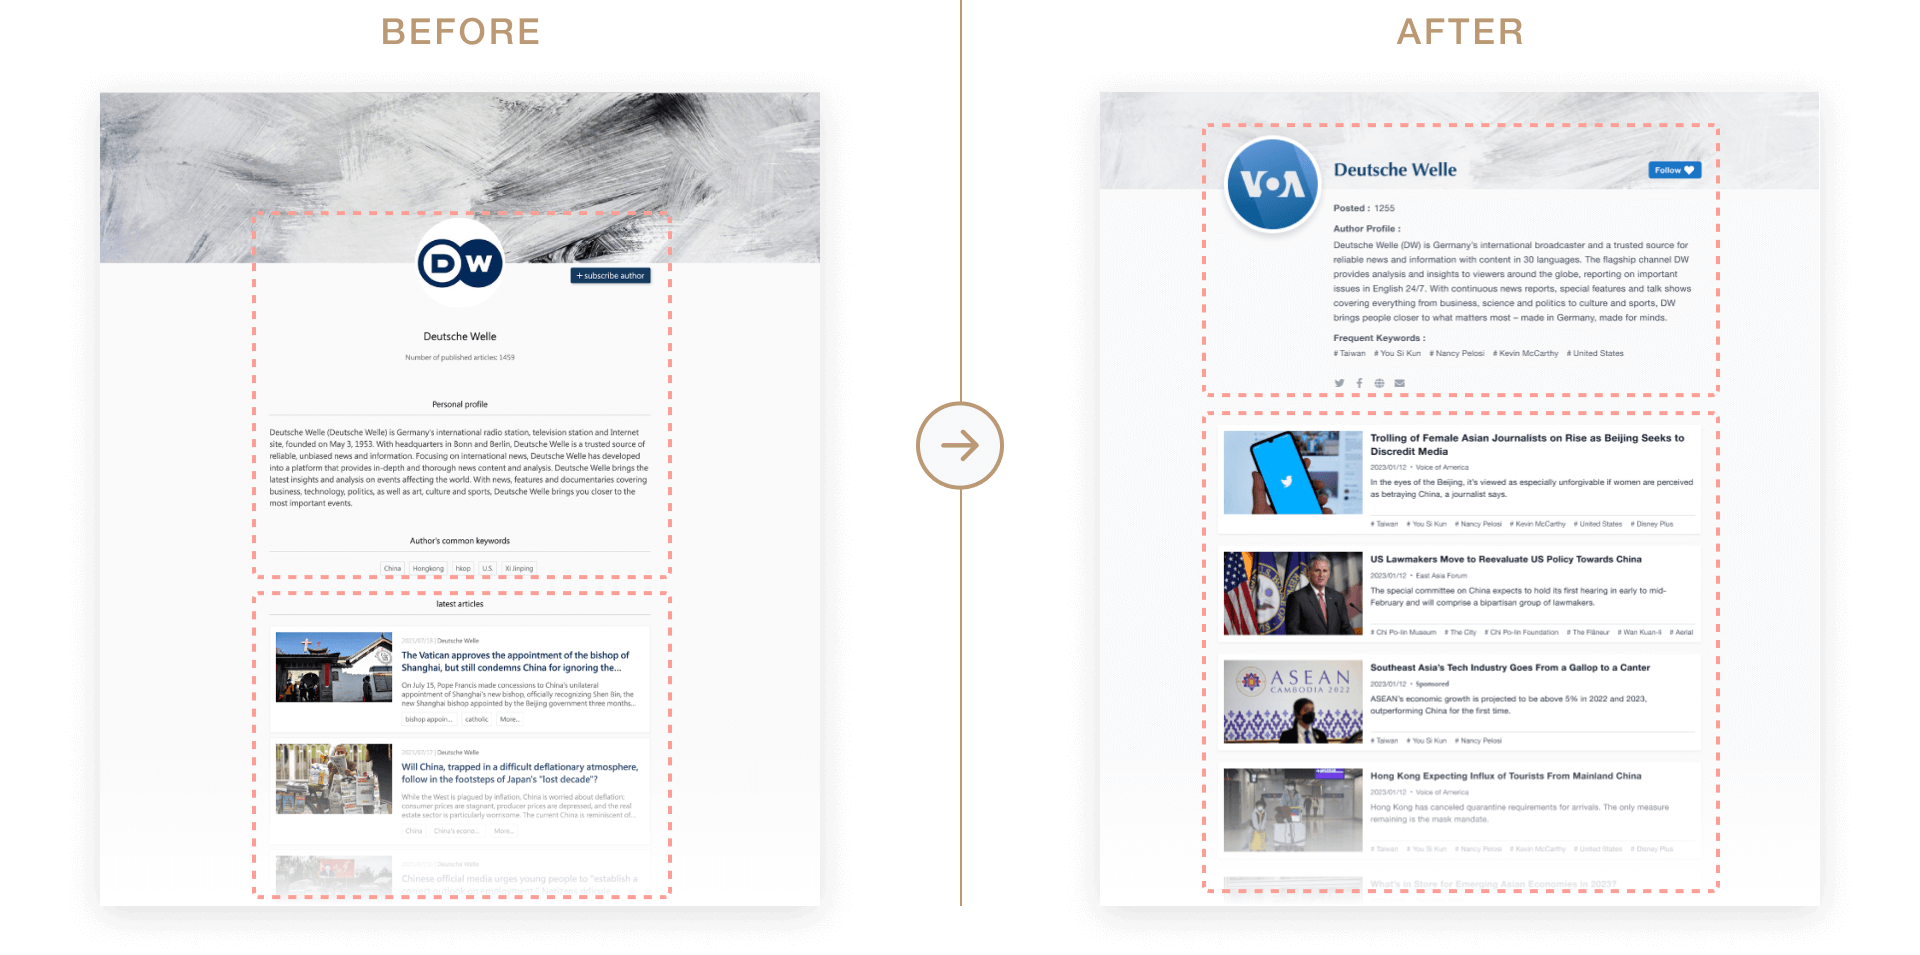 BEFORE
DW
+ subscribe author
Deutsche Welle
Number of published articles: 1459
Personal profile
Deutsche Welle (Deutsche Welle) is Germany's international radio station, television station and Internet
site, founded on May 3, 1953. With headquarters in Bonn and Berlin, Deutsche Welle is a trusted source of
reliable, unbiased news and information. Focusing on international news, Deutsche Welle has developed
into a platform that provides in-depth and thorough news content and analysis. Deutsche Welle brings the
latest insights and analysis on events affecting the world. With news, features and documentaries covering
business, technology, politics, as well as art, culture and sports, Deutsche Welle brings you closer to the
most important events.
Author's common keywords
China Hongkong hkop U.S. Xi Jinping
latest articles
2023/07/18 | Deutsche Welle
The Vatican approves the appointment of the bishop of
Shanghai, but still condemns China for ignoring the...
On July 15, Pope Francis made concessions to China's unilateral
appointment of Shanghai's new bishop, officially recognizing Shen Bin, the
new Shanghai bishop appointed by the Beijing government three months...
bishop appoin... catholic More...
2023/07/17 | Deutsche Welle
Will China, trapped in a difficult deflationary atmosphere,
follow in the footsteps of Japan's "lost decade"?
While the West is plagued by inflation, China is worried about deflation:
consumer prices are stagnant, producer prices are depressed, and the real
estate sector is particularly worrisome. The current China is reminiscent of...
China China's econo... More...
Deutsche Welle
Chinese official media urges young people to "establish a
correct outlook on employment." Netizens ridicule
AFTER
VOA
Deutsche Welle
Follow
Posted : 1255
Author Profile :
Deutsche Welle (DW) is Germany's international broadcaster and a trusted source for
reliable news and information with content in 30 languages. The flagship channel DW
provides analysis and insights to viewers around the globe, reporting on important
issues in English 24/7. With continuous news reports, special features and talk shows
covering everything from business, science and politics to culture and sports, DW
brings people closer to what matters most – made in Germany, made for minds.
Frequent Keywords :
# Taiwan # You Si Kun # Nancy Pelosi # Kevin McCarthy # United States
Trolling of Female Asian Journalists on Rise as Beijing Seeks to
Discredit Media
2023/01/12 • Voice of America
In the eyes of the Beijing, it's viewed as especially unforgivable if women are perceived
as betraying China, a journalist says.
# Taiwan # You Si Kun # Nancy Pelosi # Kevin McCarthy # United States # Disney Plus
US Lawmakers Move to Reevaluate US Policy Towards China
2023/01/12 • East Asia Forum
The special committee on China expects to hold its first hearing in early to mid-
February and will comprise a bipartisan group of lawmakers.
# Chi Po-lin Museum # The City # Chi Po-lin Foundation # The Flâneur # Wan Kuan-li # Aerial
ASEAN
CAMBODIA 2022
Southeast Asia's Tech Industry Goes From a Gallop to a Canter
2023/01/12 • Sponsored
ASEAN's economic growth is projected to be above 5% in 2022 and 2023,
outperforming China for the first time.
# Taiwan # You Si Kun # Nancy Pelosi
Hong Kong Expecting Influx of Tourists From Mainland China
2023/01/12 • Voice of America
Hong Kong has canceled quarantine requirements for arrivals. The only measure
remaining is the mask mandate.
# Taiwan # You Si Kun # Nancy Pelosi # Kevin McCarthy # United States # Disney Plus
What's in Store for Emerging Asian Economies in 2023?